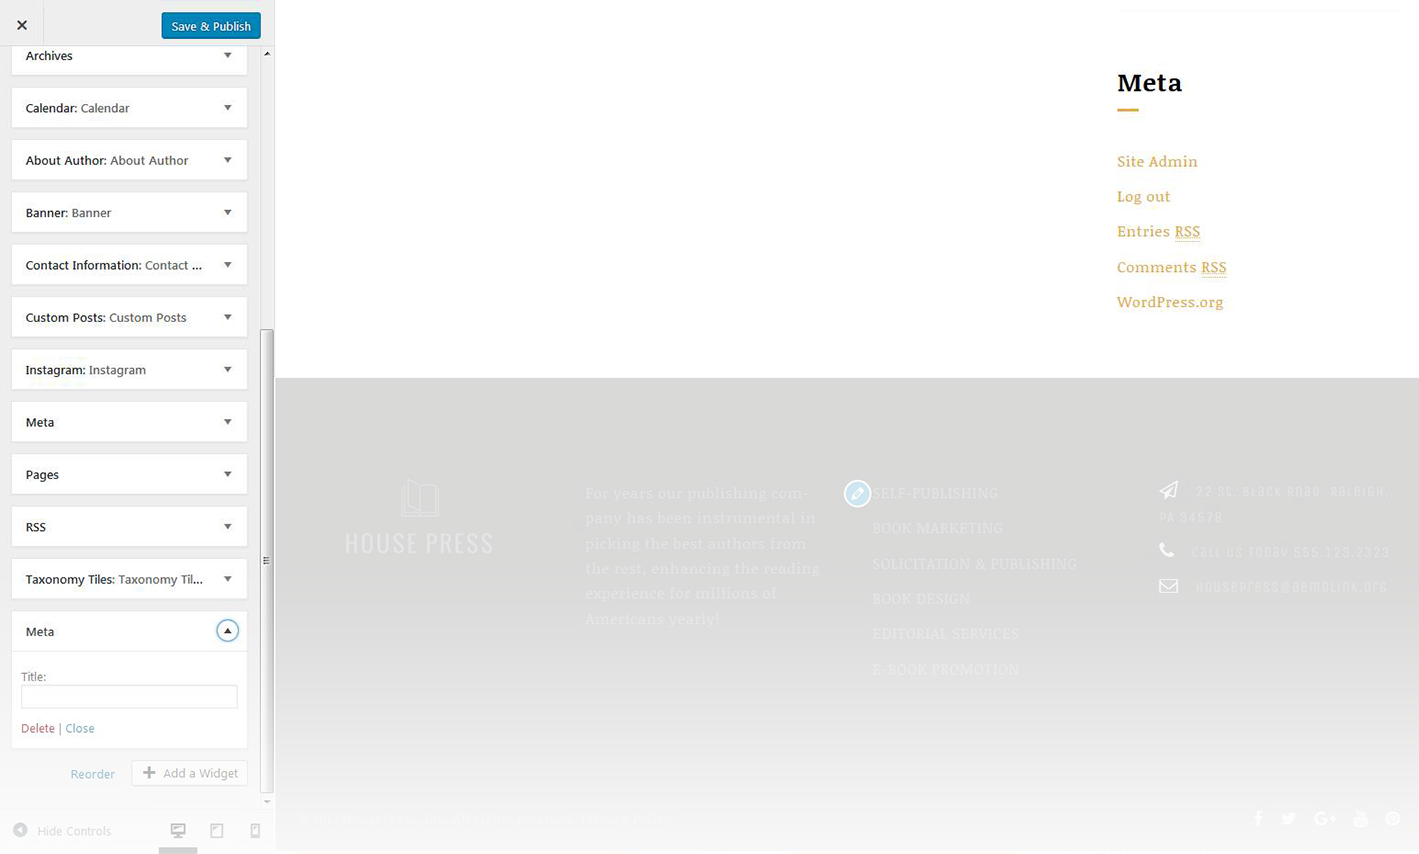 Save & Publish
Archives
Calendar: Calendar
About Author: About Author
Banner: Banner
Contact Information: Contact ...
Custom Posts: Custom Posts
Instagram: Instagram
Meta
Pages
RSS
Taxonomy Tiles: Taxonomy Til...
Meta
Title:
Delete | Close
Reorder
Add a Widget
Hide Controls
Meta
Site Admin
Log out
Entries RSS
Comments RSS
WordPress.org
HOUSE PRESS
For years our publishing com-
pany has been instrumental in
picking the best authors from
the rest, enhancing the reading
experience for millions of
Americans yearly!
SELF-PUBLISHING
BOOK MARKETING
SOLICITATION & PUBLISHING
BOOK DESIGN
EDITORIAL SERVICES
E-BOOK PROMOTION
22 St. Black Road, Raleigh,
PA 34578
Call us today 555.123.2323
housepress@demolink.org